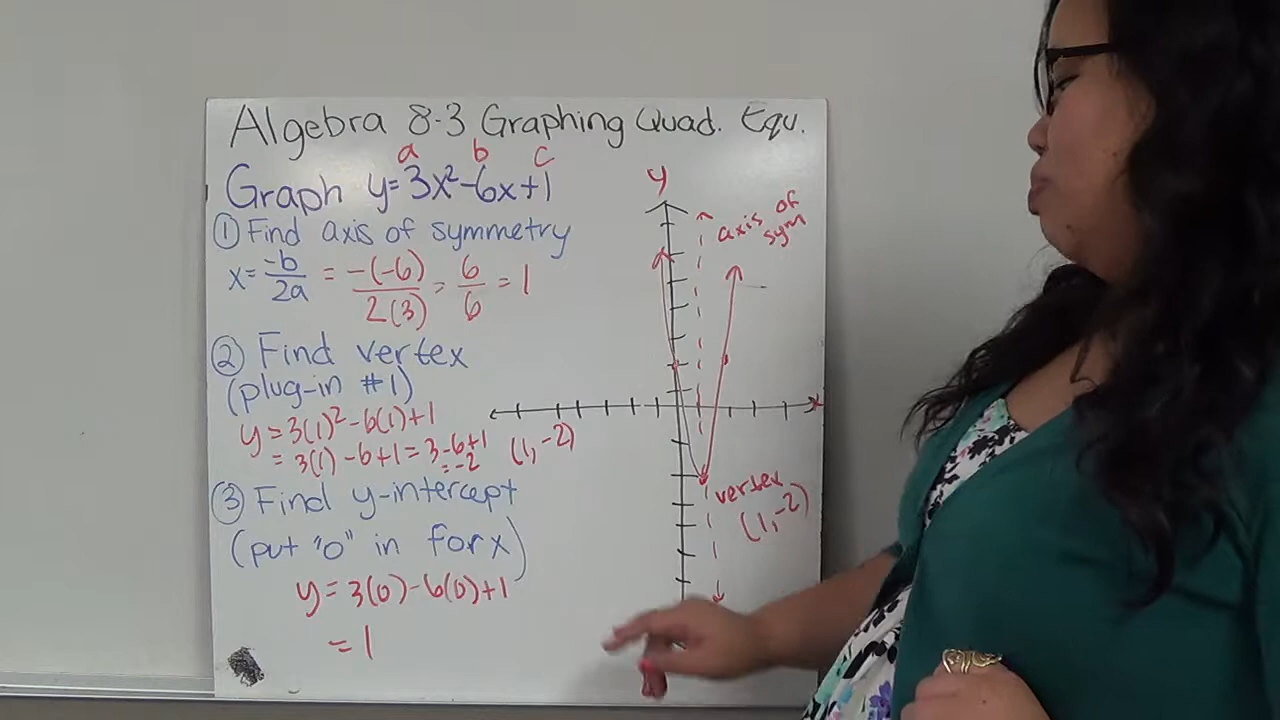 Algebra 8-3 Graphing Quad. Equ.
a b c
Graph y=3x²-6x+1
① Find axis of symmetry
x= -b/2a = -(-6)/2(3) = 6/6 = 1
② Find vertex
(plug-in #1)
y = 3(1)² - 6(1)+1
= 3(1) - 6+1 = 3-6+1
= -2
(1,-2)
③ Find y-intercept
(put "0" in for x)
y = 3(0)-6(0)+1
= 1
y
axis of
sym
x
vertex
(1,-2)